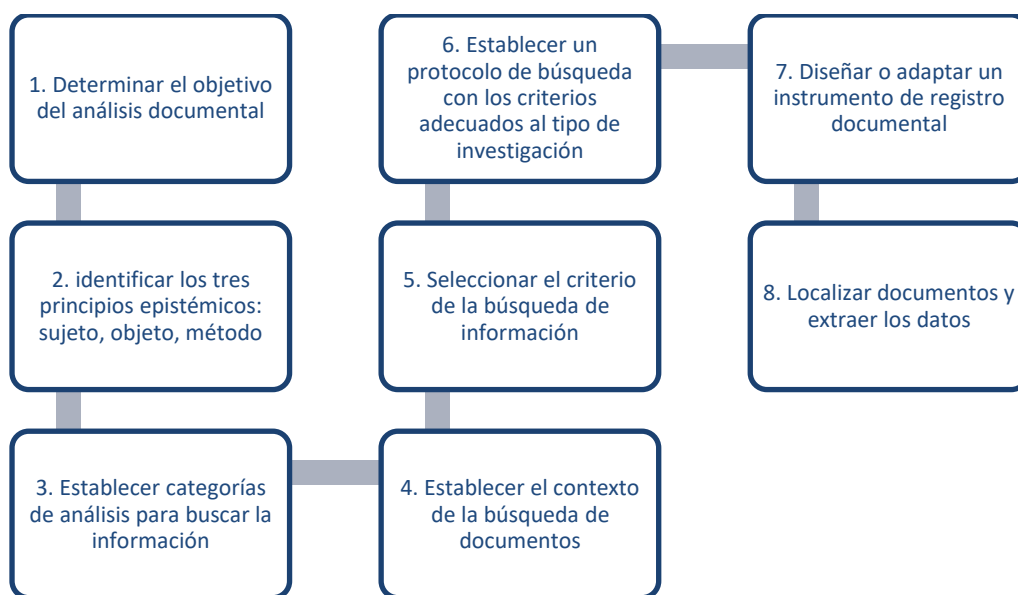 1. Determinar el objetivo
del análisis documental
2. identificar los tres
principios epistémicos:
sujeto, objeto, método
3. Establecer categorías
de análisis para buscar la
información
4. Establecer el contexto
de la búsqueda de
documentos
5. Seleccionar el criterio
de la búsqueda de
información
6. Establecer un
protocolo de búsqueda
con los criterios
adecuados al tipo de
investigación
7. Diseñar o adaptar un
instrumento de registro
documental
8. Localizar documentos y
extraer los datos